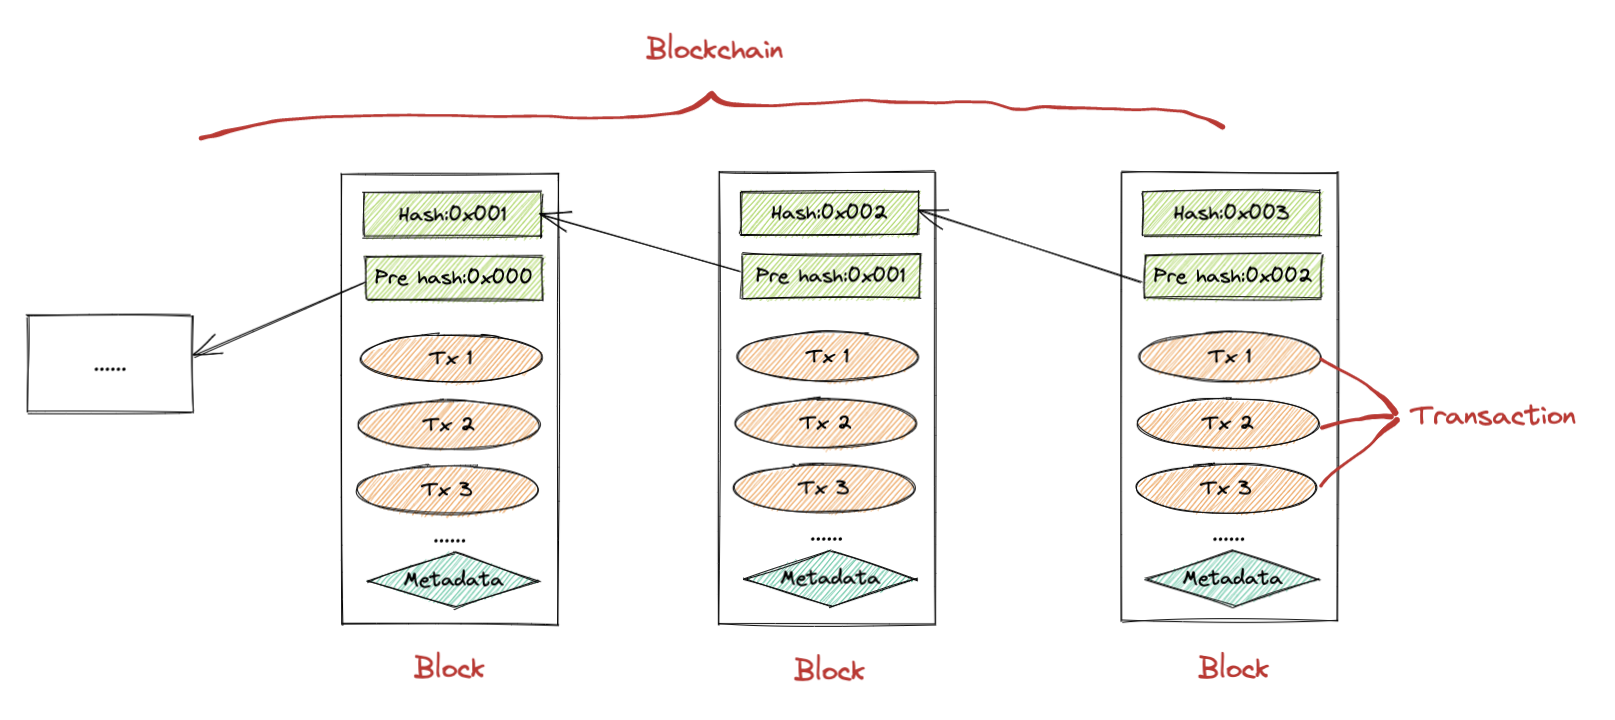 Blockchain
Hash:0x001
Pre hash:0x000
Tx 1
Tx 2
Tx 3
......
Metadata
Block
Hash:0x002
Pre hash:0x001
Tx 1
Tx 2
Tx 3
......
Metadata
Block
Hash:0x003
Pre hash:0x002
Tx 1
Tx 2
Tx 3
......
Metadata
Block
Transaction
......